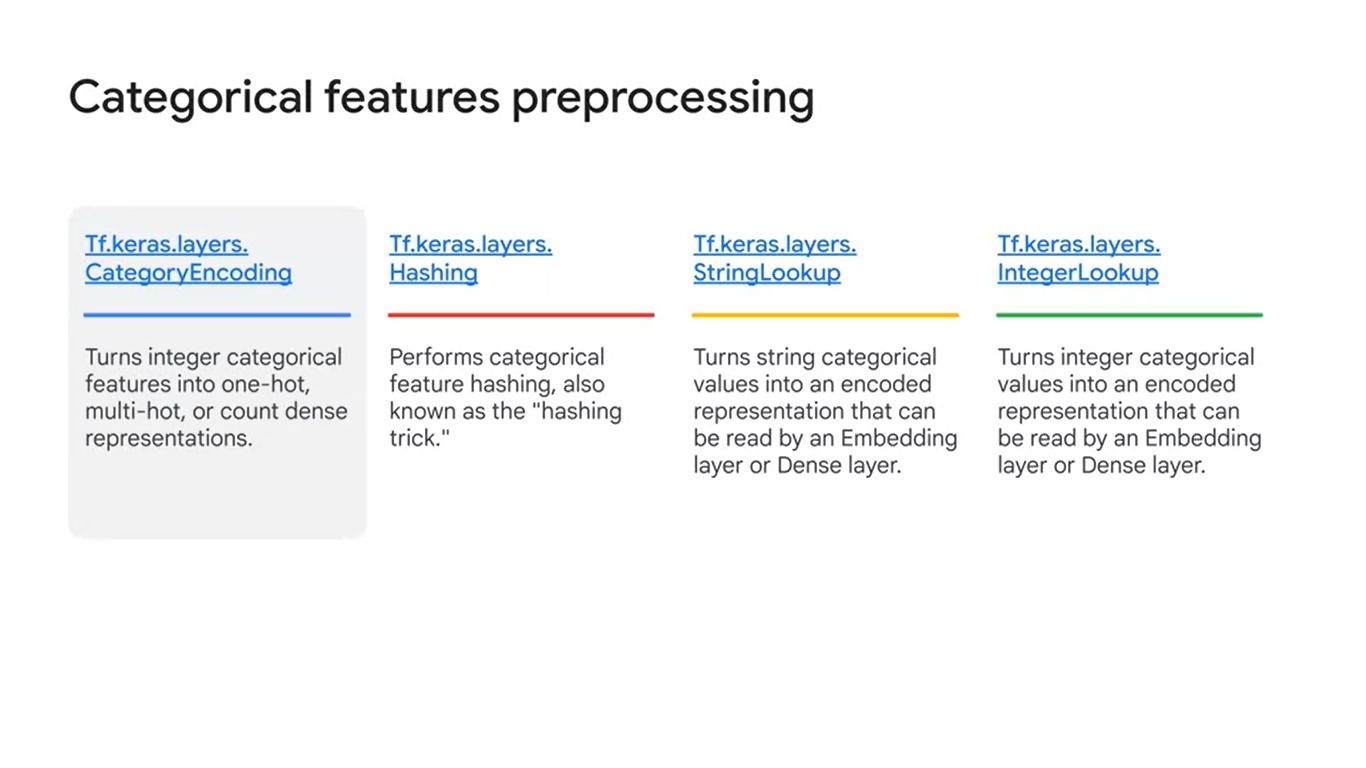 Categorical features preprocessing
Tf.keras.layers.
CategoryEncoding
Turns integer categorical
features into one-hot,
multi-hot, or count dense
representations.
Tf.keras.layers.
Hashing
Performs categorical
feature hashing, also
known as the "hashing
trick."
Tf.keras.layers.
StringLookup
Turns string categorical
values into an encoded
representation that can
be read by an Embedding
layer or Dense layer.
Tf.keras.layers.
IntegerLookup
Turns integer categorical
values into an encoded
representation that can
be read by an Embedding
layer or Dense layer.